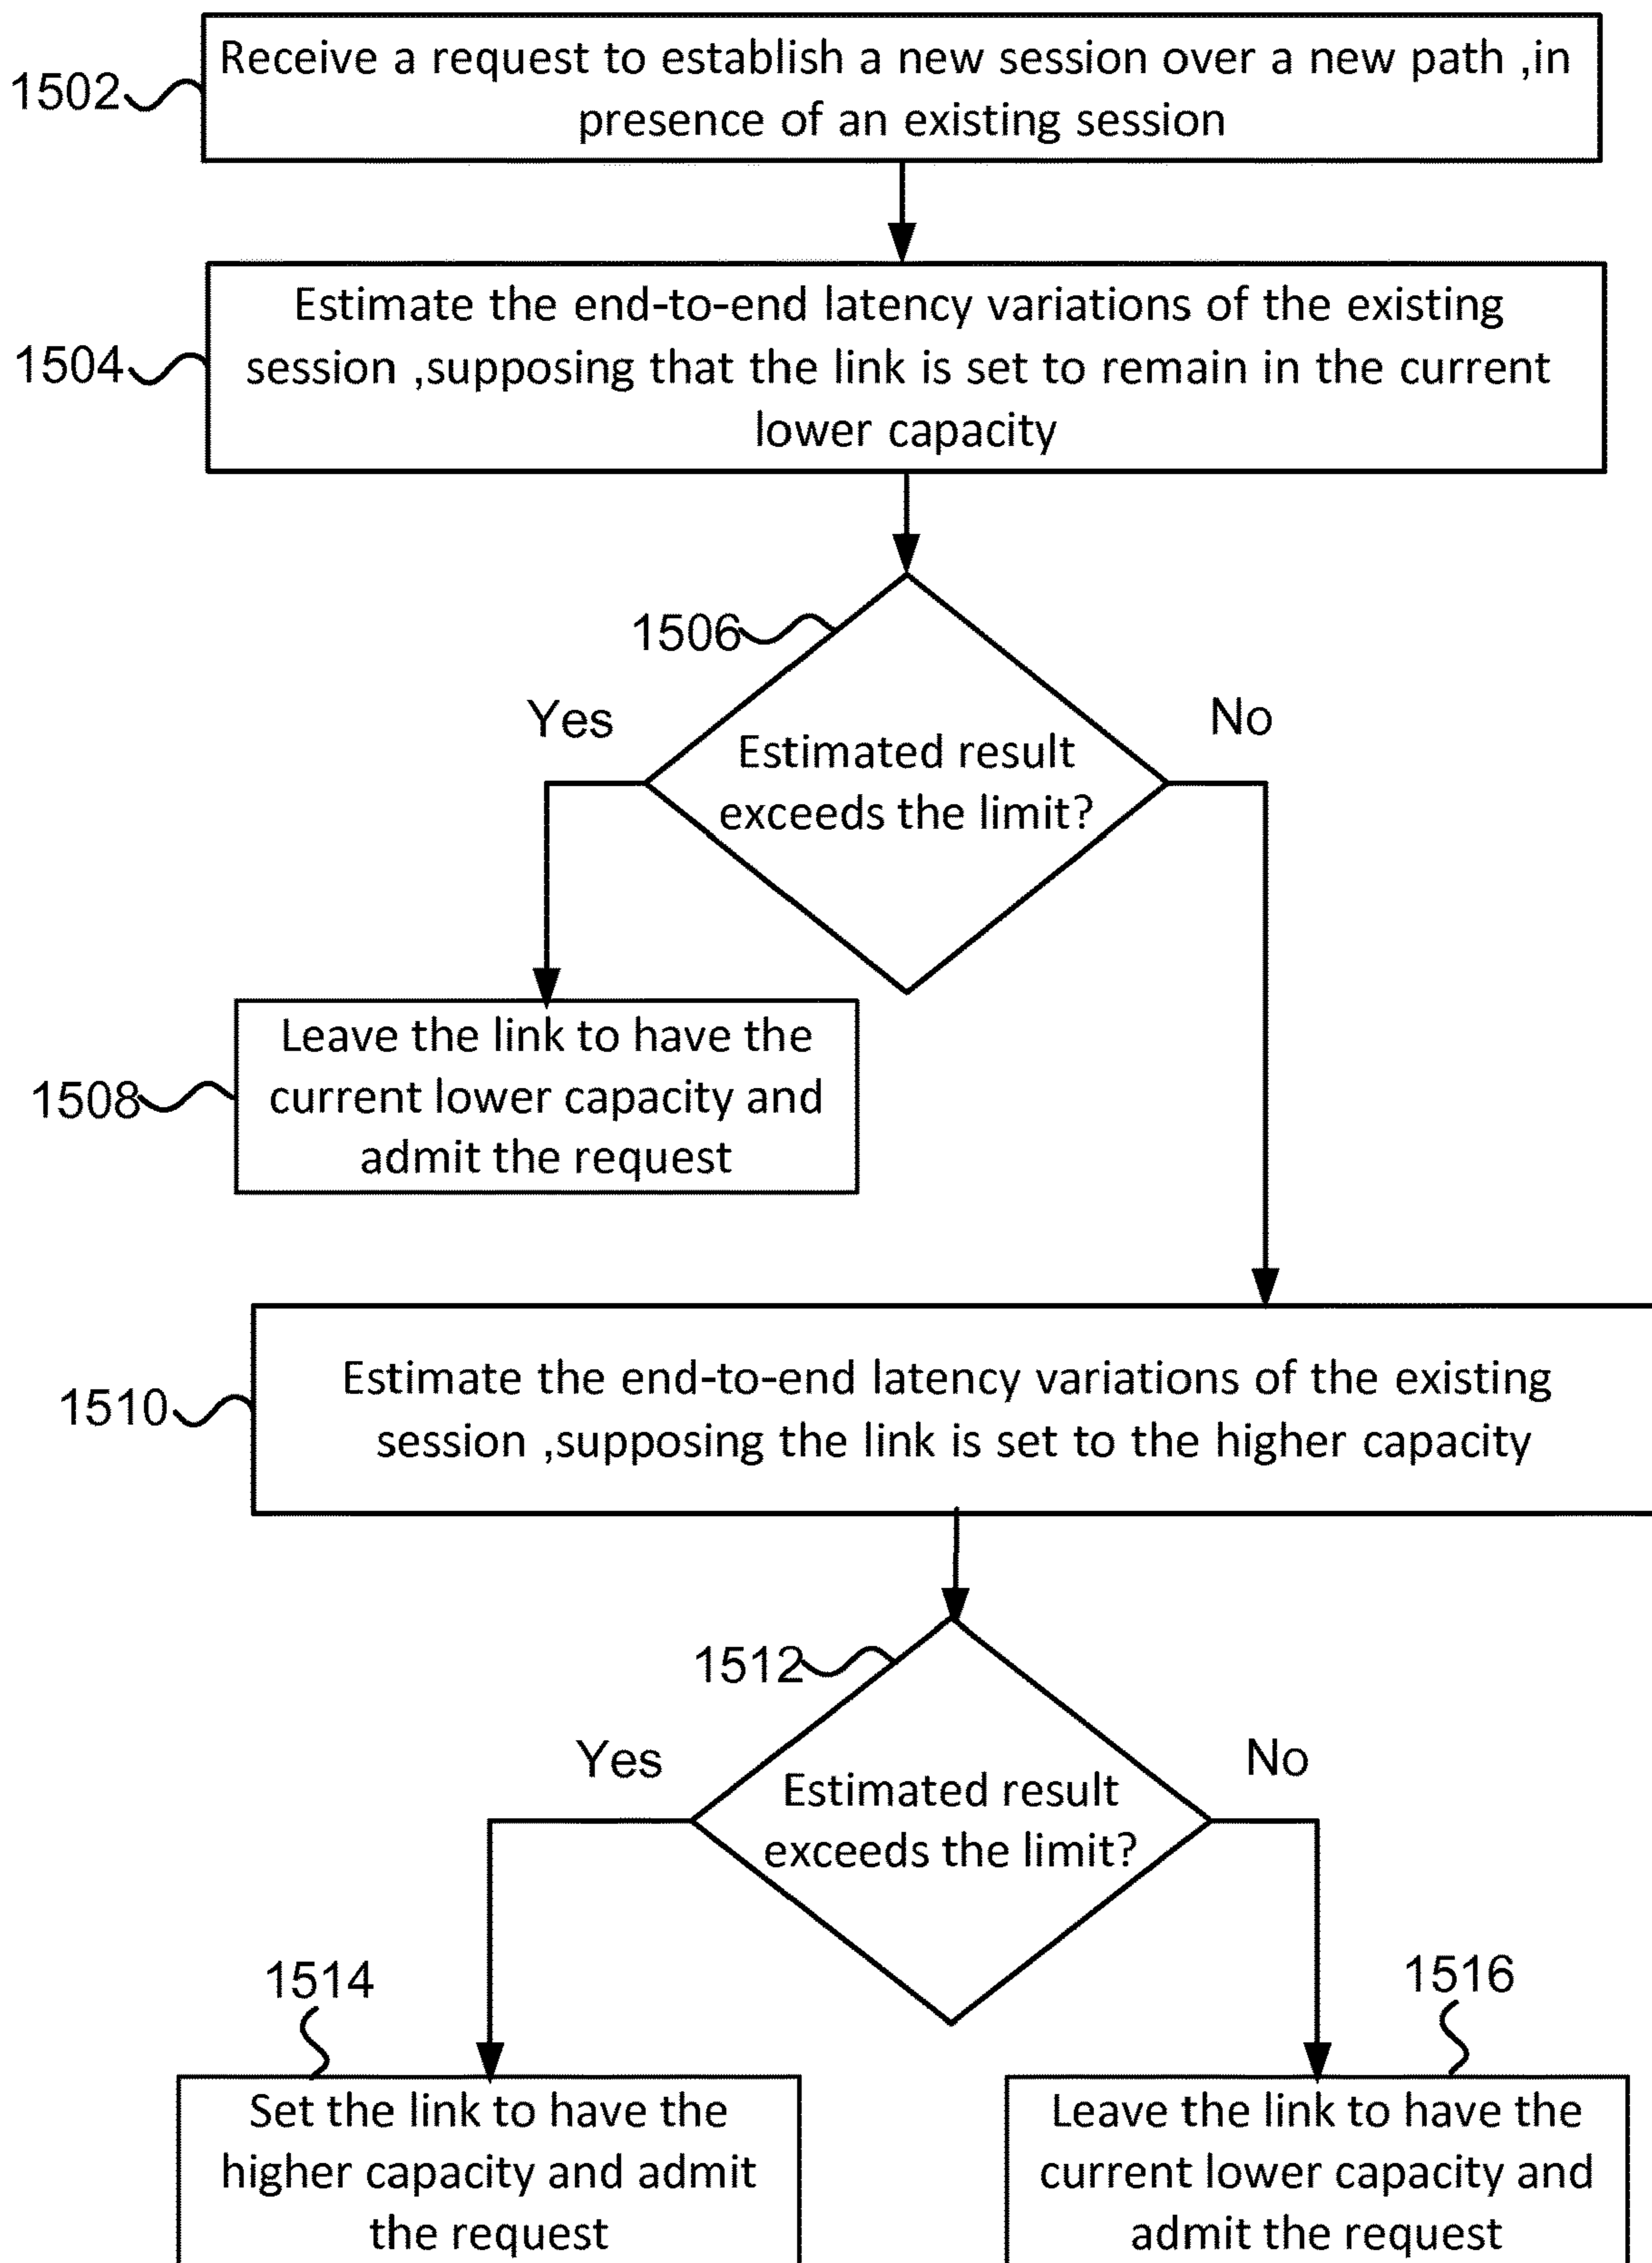 1502
Receive a request to establish a new session over a new path ,in
presence of an existing session
1504
Estimate the end-to-end latency variations of the existing
session ,supposing that the link is set to remain in the current
lower capacity
1506
Yes
No
Estimated result
exceeds the limit?
1508
Leave the link to have the
current lower capacity and
admit the request
1510
Estimate the end-to-end latency variations of the existing
session ,supposing the link is set to the higher capacity
1512
Yes
No
Estimated result
exceeds the limit?
1514
Set the link to have the
higher capacity and admit
the request
1516
Leave the link to have the
current lower capacity and
admit the request